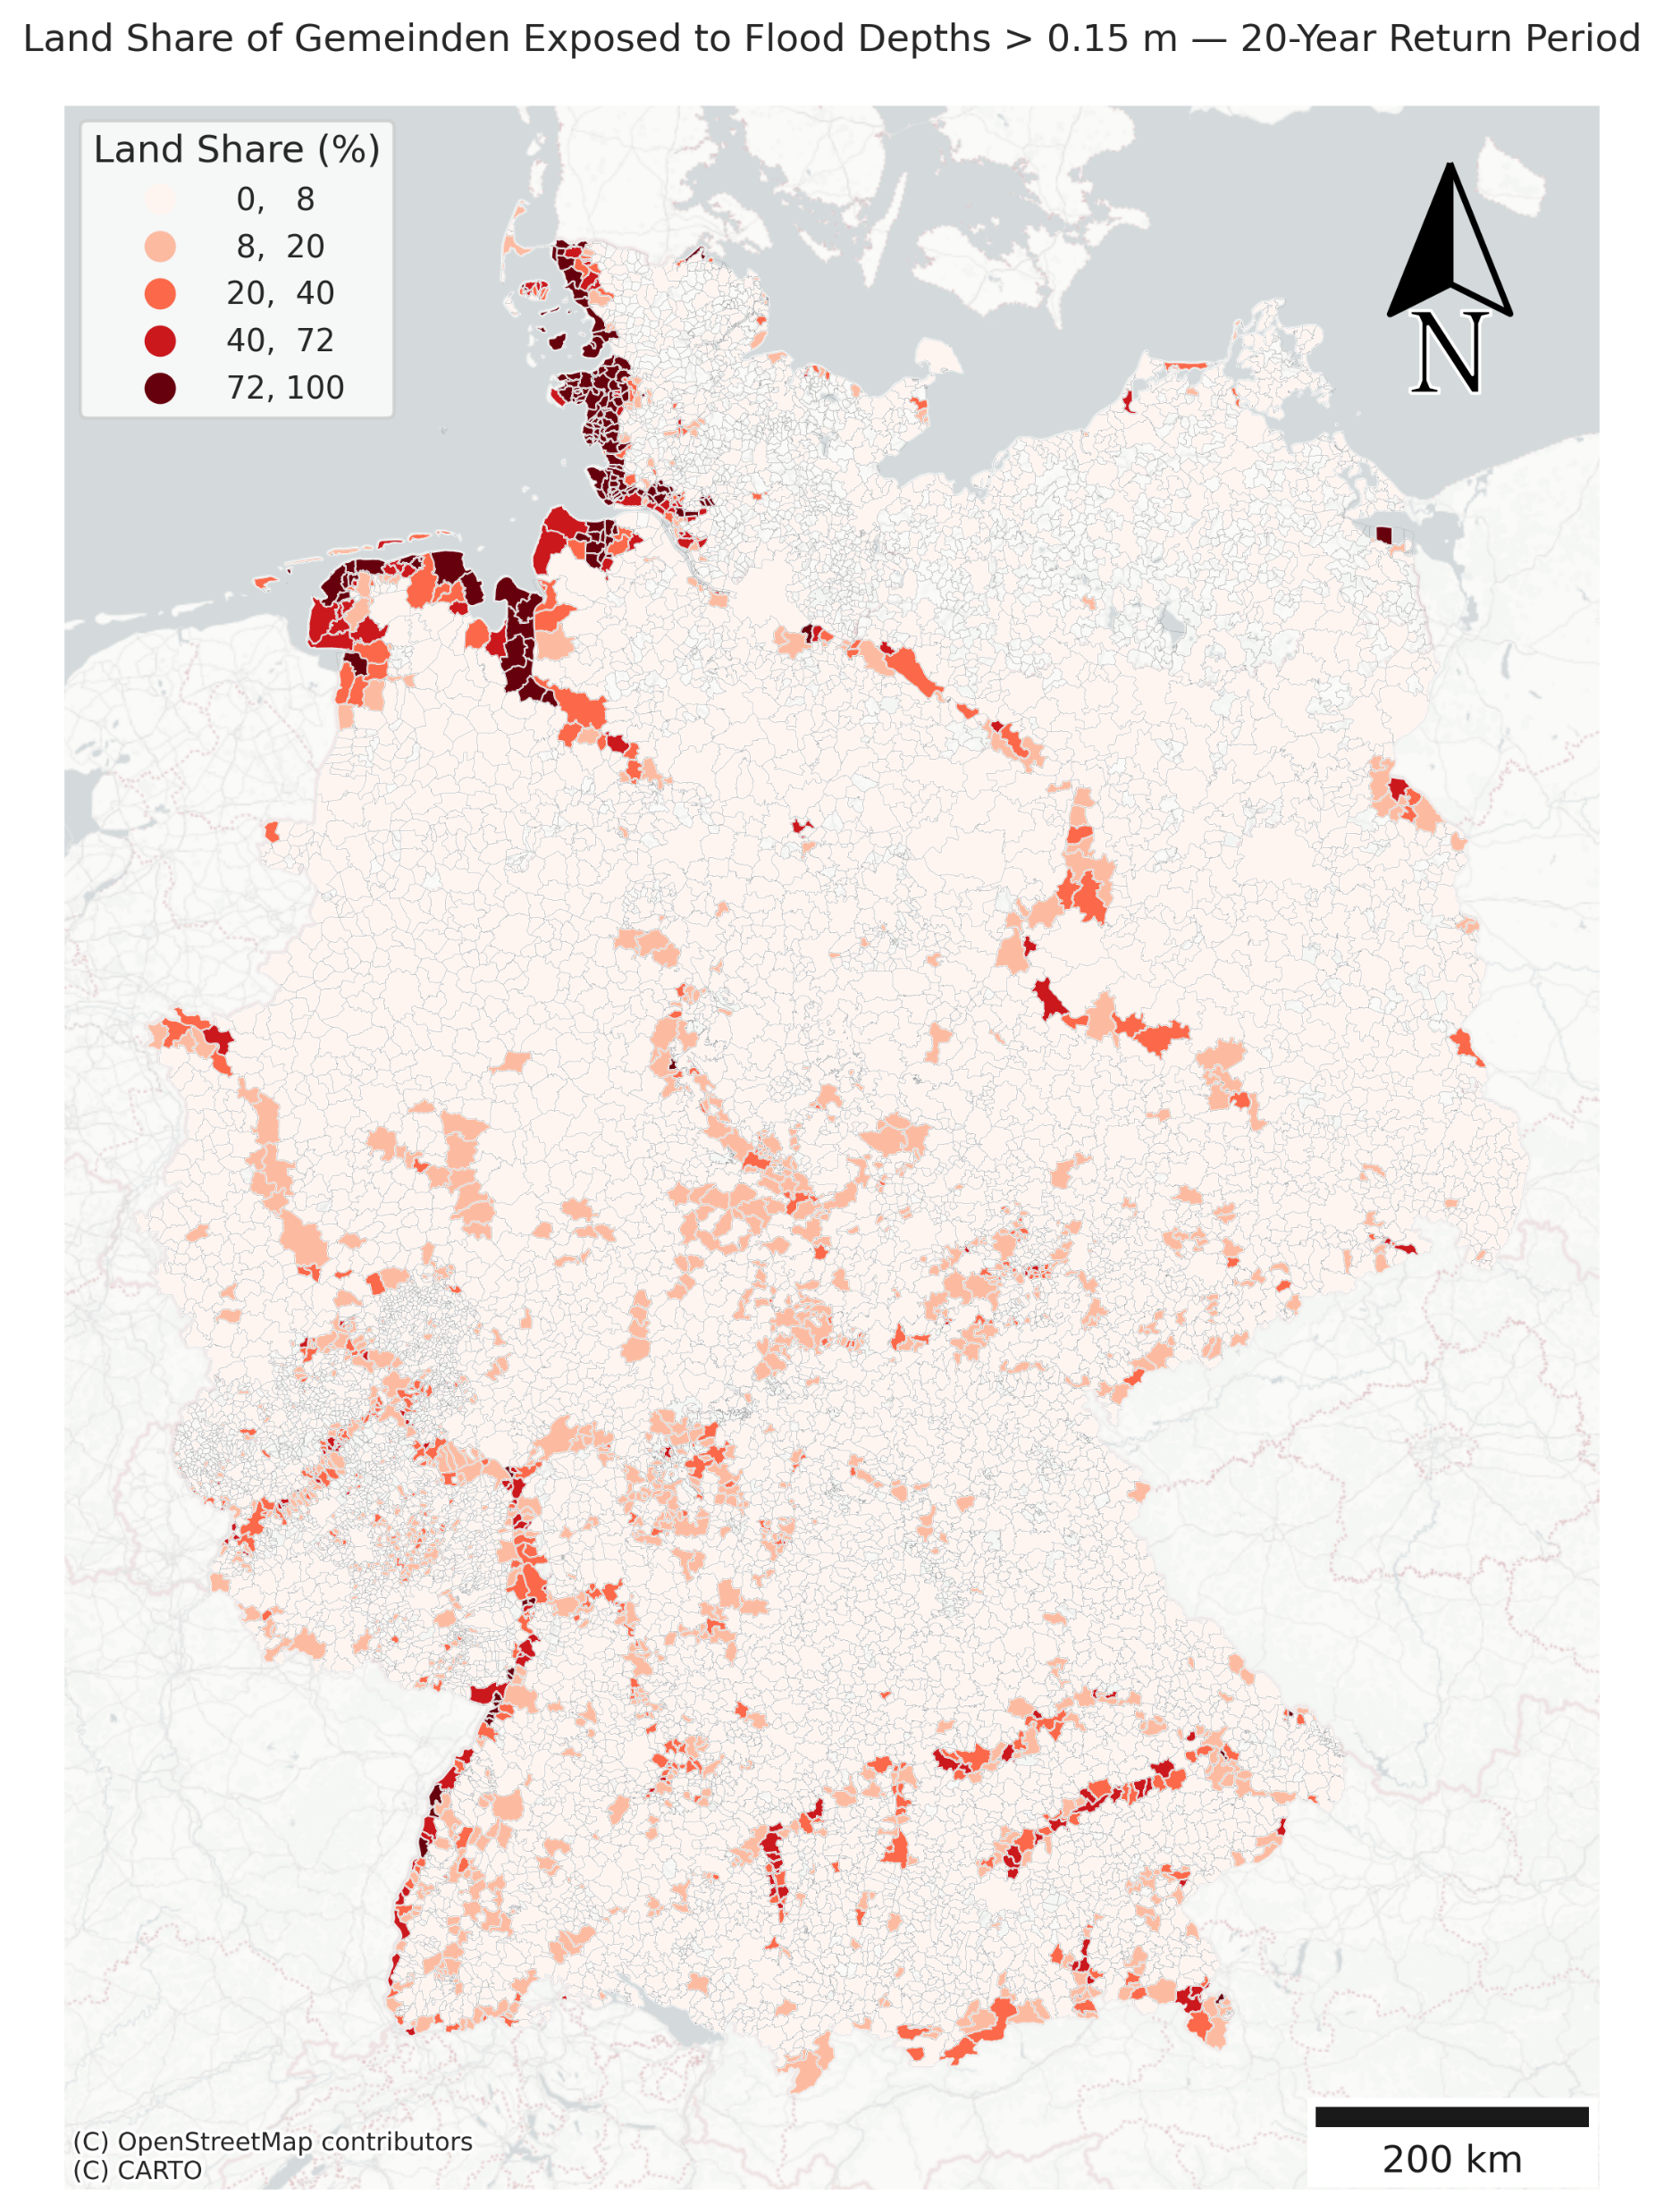 Land Share of Gemeinden Exposed to Flood Depths > 0.15 m — 20-Year Return Period
Land Share (%)
0, 8
8, 20
20, 40
40, 72
72, 100
N
(C) OpenStreetMap contributors
(C) CARTO
200 km